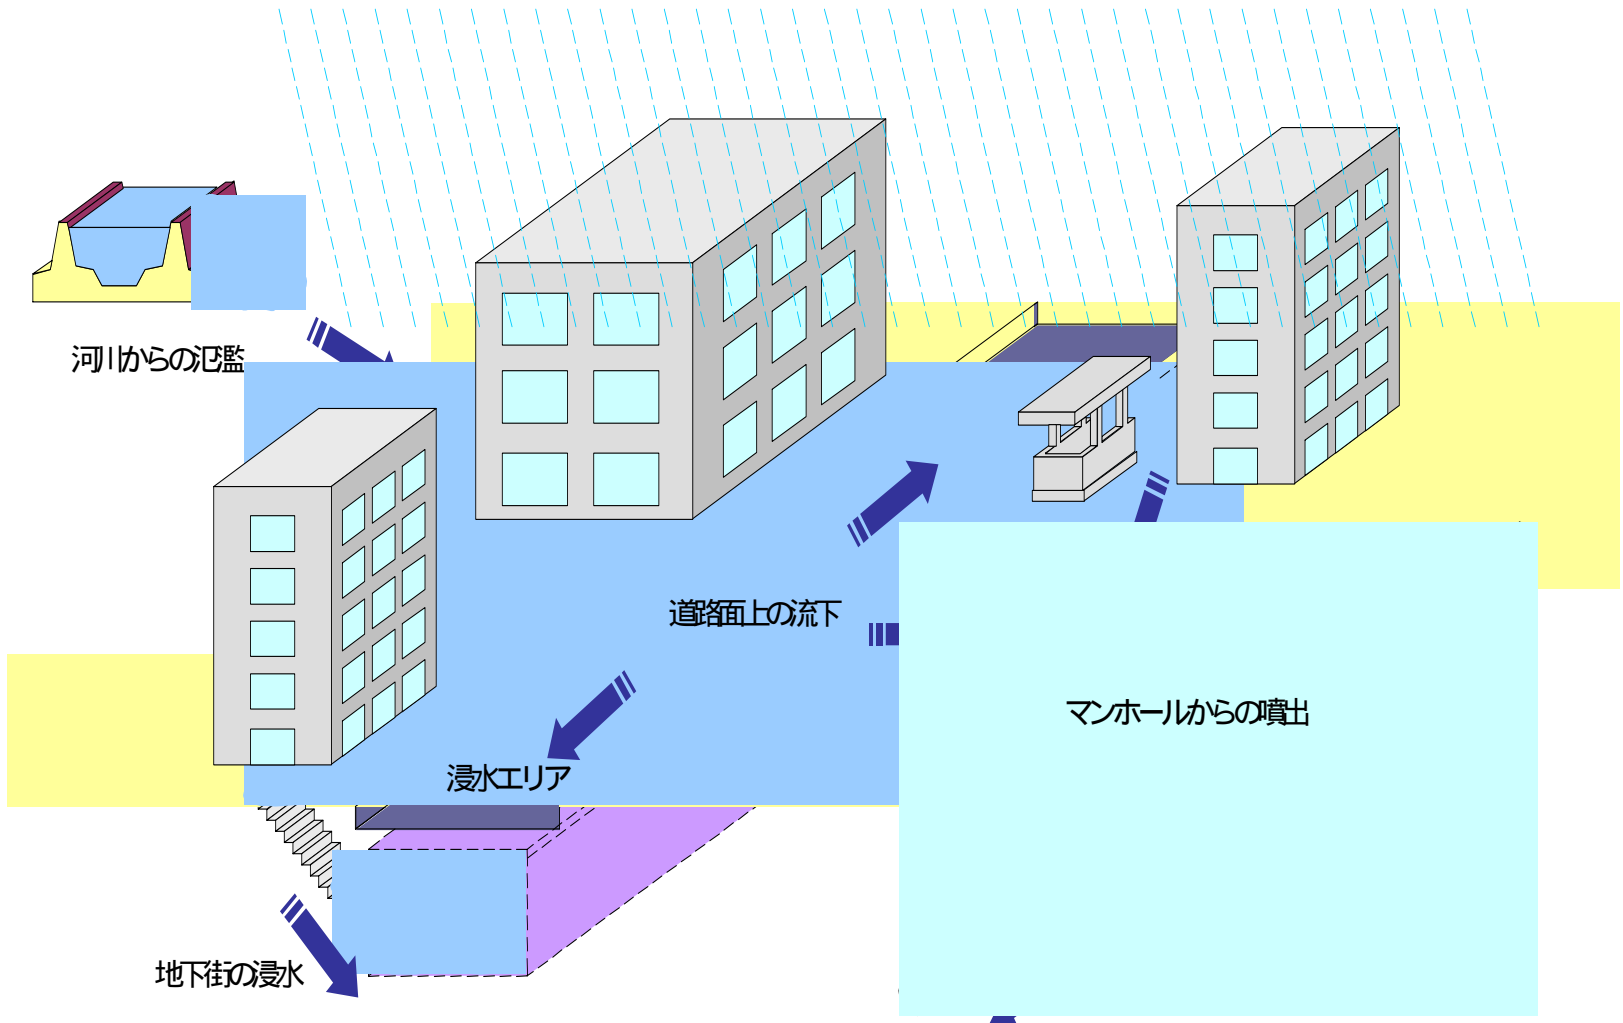 河川からの氾濫
道路面上の流下
マンホールからの噴出
浸水エリア
地下街の浸水